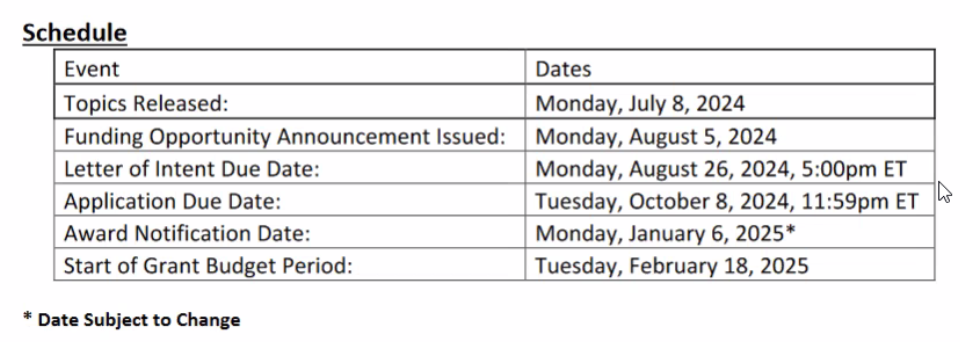 Schedule
Event Dates
Topics Released: Monday, July 8, 2024
Funding Opportunity Announcement Issued: Monday, August 5, 2024
Letter of Intent Due Date: Monday, August 26, 2024, 5:00pm ET
Application Due Date: Tuesday, October 8, 2024, 11:59pm ET
Award Notification Date: Monday, January 6, 2025*
Start of Grant Budget Period: Tuesday, February 18, 2025
* Date Subject to Change